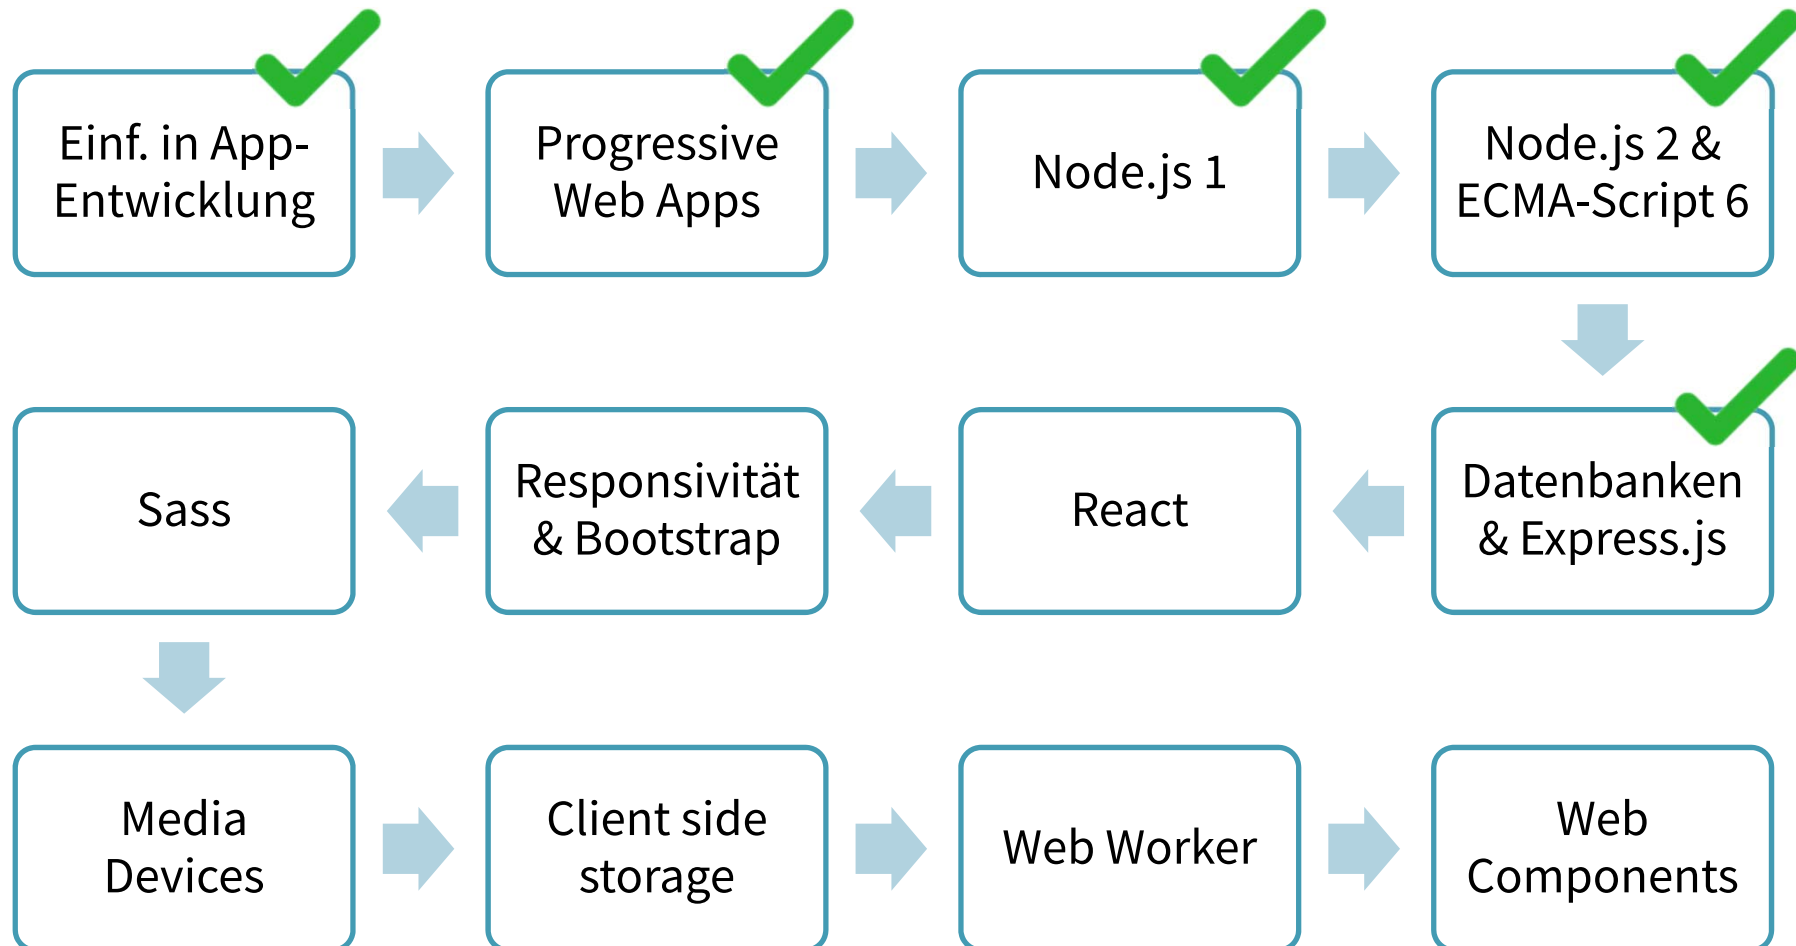 Einf. in App-
Entwicklung
Progressive
Web Apps
Node.js 1
Node.js 2 &
ECMA-Script 6
Datenbanken
& Express.js
React
Responsivität
& Bootstrap
Sass
Media
Devices
Client side
storage
Web Worker
Web
Components